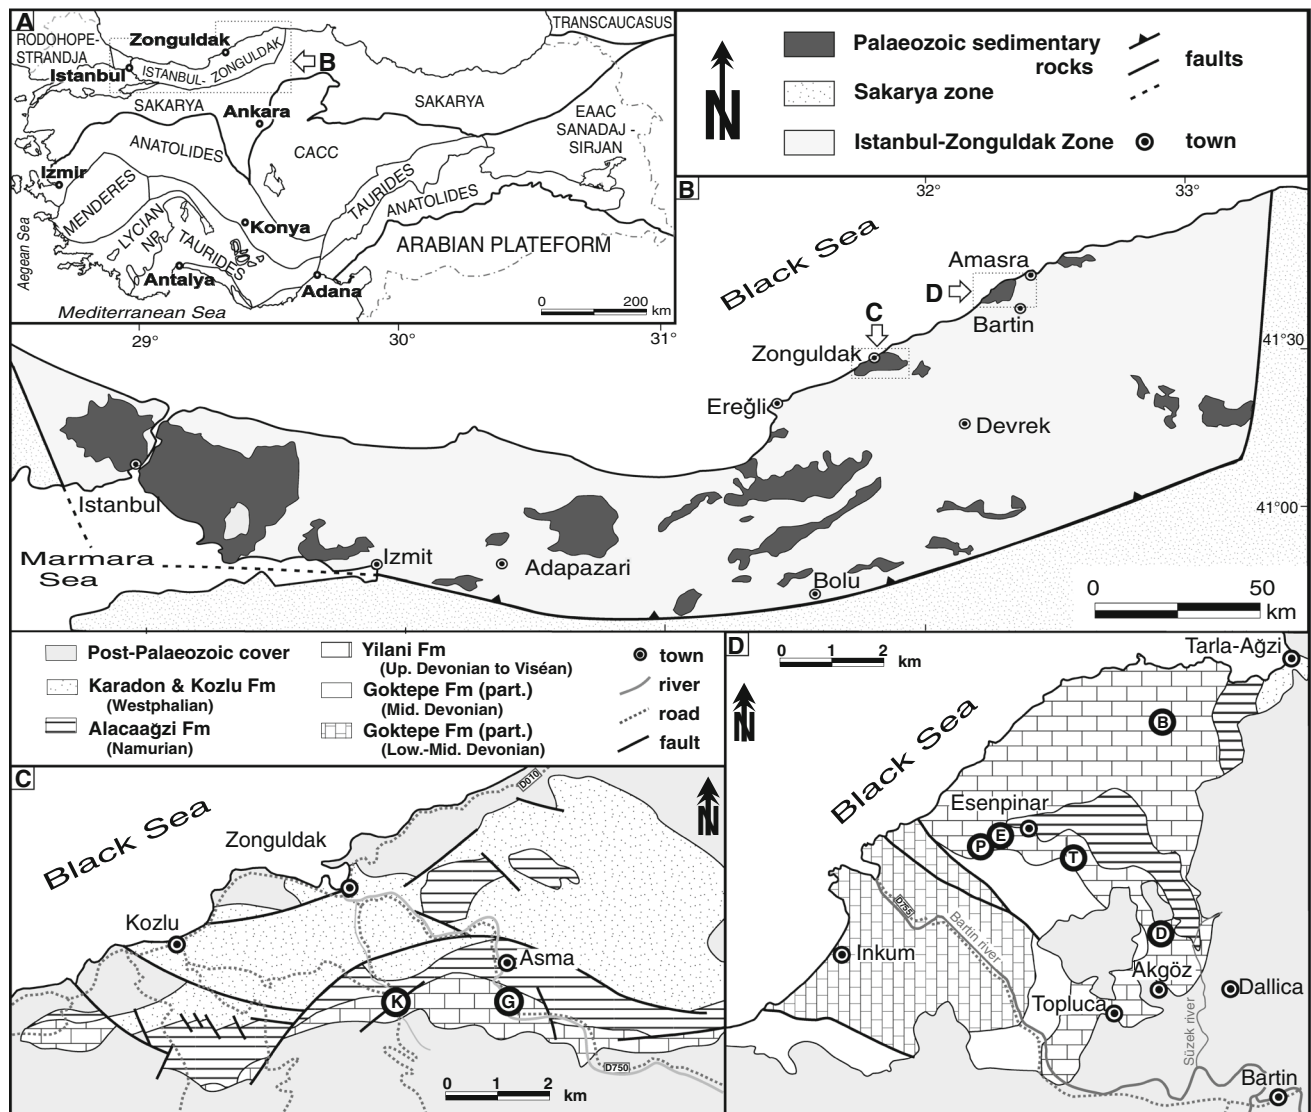 A
RODOHOPE-
STRANDJA
Zonguldak
Istanbul
ISTANBUL- ZONGULDAK
B
TRANSCAUCASUS
SAKARYA
Ankara
SAKARYA
ANATOLIDES
CACC
EAAC
SANADAJ -
SIRJAN
Izmir
MENDERES
LYCIAN
NP.
TAURIDES
Konya
TAURIDES
ANATOLIDES
ARABIAN PLATEFORM
Antalya
Adana
Aegean Sea
Mediterranean Sea
0 200
km
N
Palaeozoic sedimentary
rocks
Sakarya zone
Istanbul-Zonguldak Zone
faults
town
B
32° 33°
29° 30° 31°
41°30
41°00
Black Sea
Amasra
D
Bartin
C
Zonguldak
Ereğli
Devrek
Istanbul
Marmara
Sea
Izmit
Adapazari
Bolu
0 50
km
Post-Palaeozoic cover
Karadon & Kozlu Fm
(Westphalian)
Alacaağzi Fm
(Namurian)
Yilani Fm
(Up. Devonian to Viséan)
Goktepe Fm (part.)
(Mid. Devonian)
Goktepe Fm (part.)
(Low.-Mid. Devonian)
town
river
road
fault
C
Black Sea
D010
N
Zonguldak
Kozlu
Asma
K
G
D750
0 1 2
km
D
0 1 2
km
N
Tarla-Ağzi
Black Sea
B
Esenpinar
P
E
T
D755
Bartin river
Inkum
D
Akgöz
Topluca
Dallica
Süzek river
Bartin